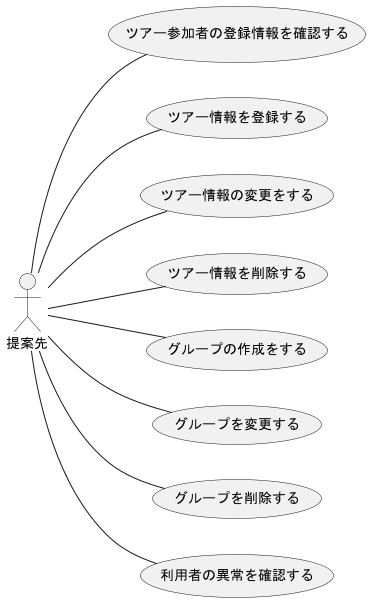 ツアー参加者の登録情報を確認する
ツアー情報を登録する
ツアー情報の変更をする
ツアー情報を削除する
提案先
グループの作成をする
グループを変更する
グループを削除する
利用者の異常を確認する